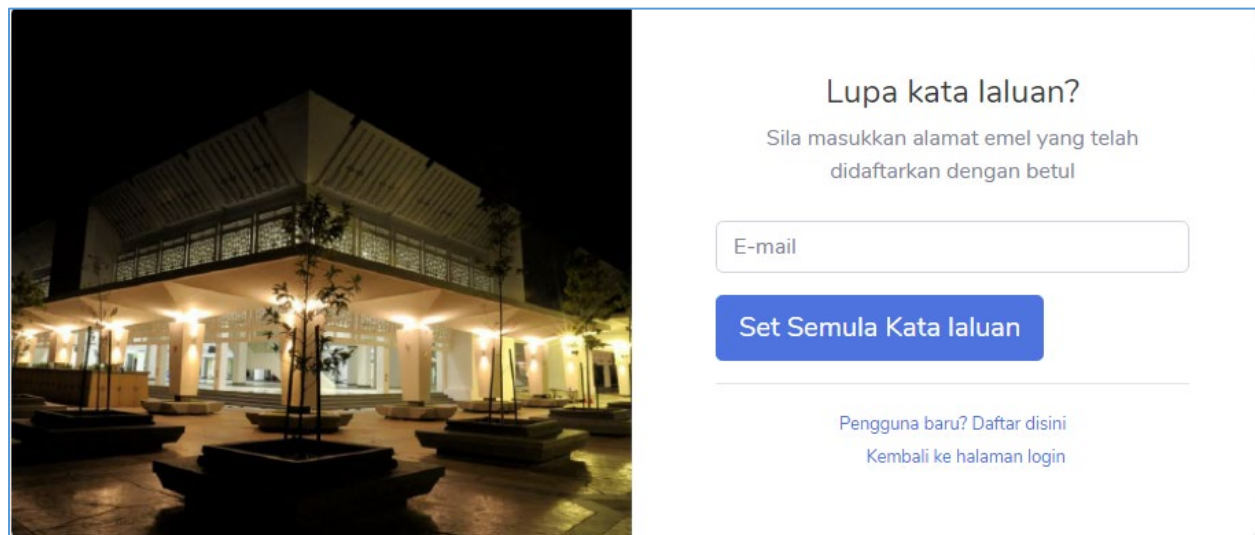 Lupa kata laluan?
Sila masukkan alamat emel yang telah
didaftarkan dengan betul
E-mail
Set Semula Kata laluan
Pengguna baru? Daftar disini
Kembali ke halaman login